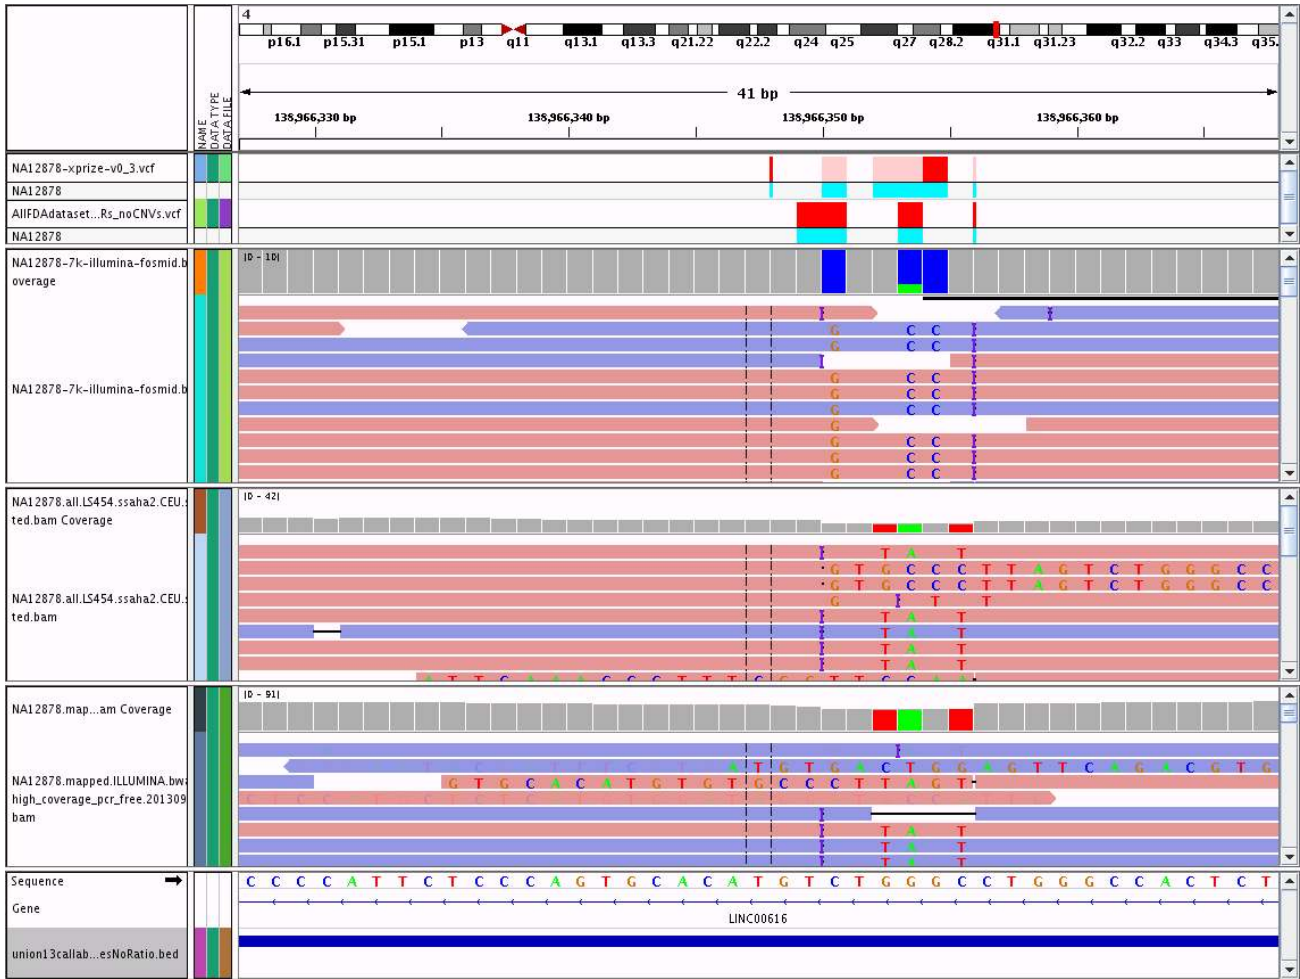 4
p16.1 p15.31 p15.1 p13 q11 q13.1 q13.3 q21.22 q22.2 q24 q25 q27 q28.2 q31.1 q31.23 q32.2 q33 q34.3 q35.
41 bp
138,966,330 bp 138,966,340 bp 138,966,350 bp 138,966,360 bp
NAME
DATA TYPE
DATA FILE
NA12878-xprize-v0_3.vcf
NA12878
AllFDAdataset...Rs_noCNVs.vcf
NA12878
NA12878-7k-illumina-fosmid.b
overage
[0 - 10]
G C C
G C C
NA12878-7k-illumina-fosmid.b
G C C
G C C
G C C
G
G C C
G C C
G C C
NA12878.all.LS454.ssaha2.CEU.
ted.bam Coverage
[0 - 42]
T A T
G T G C C C T T A G T C T G G G C C
G T G C C C T T A G T C T G G G C C
NA12878.all.LS454.ssaha2.CEU.
ted.bam
G T T
T A T
T A T
T A T
T A T
A T T C A A A C C C T T T C G G T T C C A A
NA12878.map...am Coverage
[0 - 91]
A T G T G A C T G G A G T T C A G A C G T G
NA12878.mapped.ILLUMINA.bwa
high_coverage_pcr_free.201309
bam
G T G C A C A T G T G T G C C C T T A G T
T A T
T A T
T A T
Sequence
C C C C A T T C T C C C A G T G C A C A T G T C T G G G C C T G G G C C A C T C T
Gene
LINC00616
union13callab...esNoRatio.bed